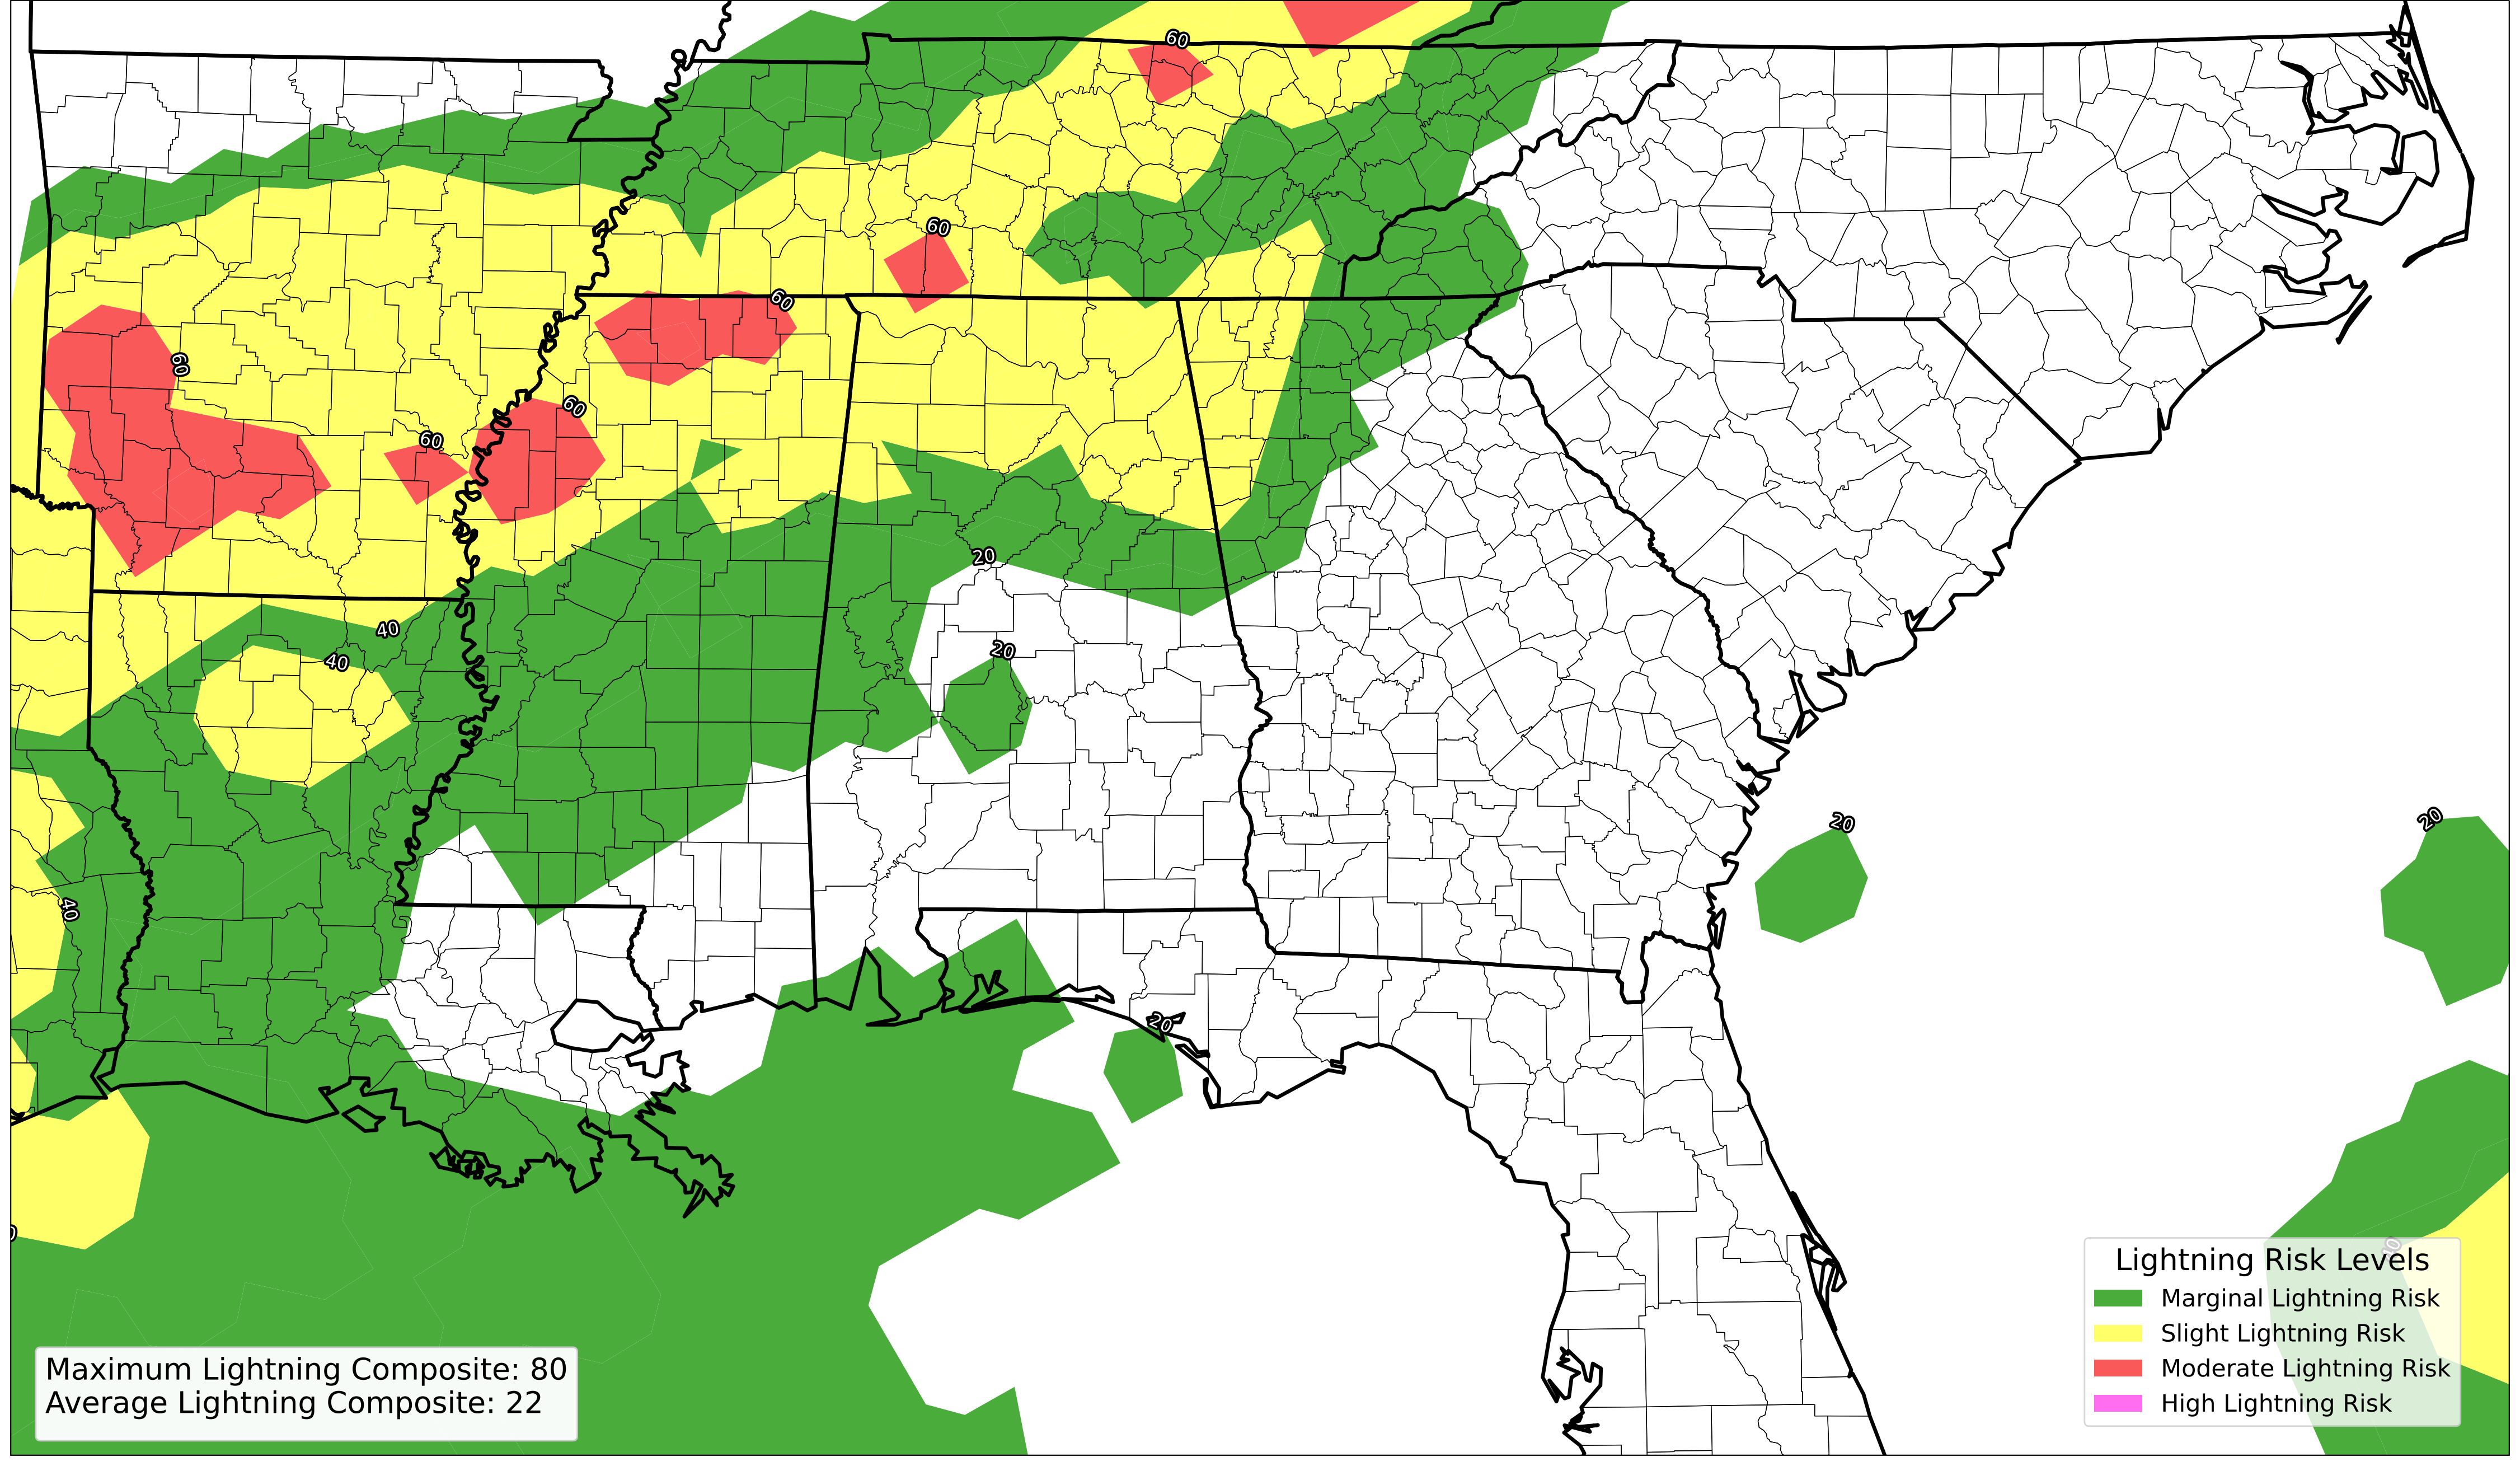 60
60
60
60
60
60
20
40
20
40
20
20
40
20
Lightning Risk Levels
Marginal Lightning Risk
Slight Lightning Risk
Moderate Lightning Risk
High Lightning Risk
Maximum Lightning Composite: 80
Average Lightning Composite: 22